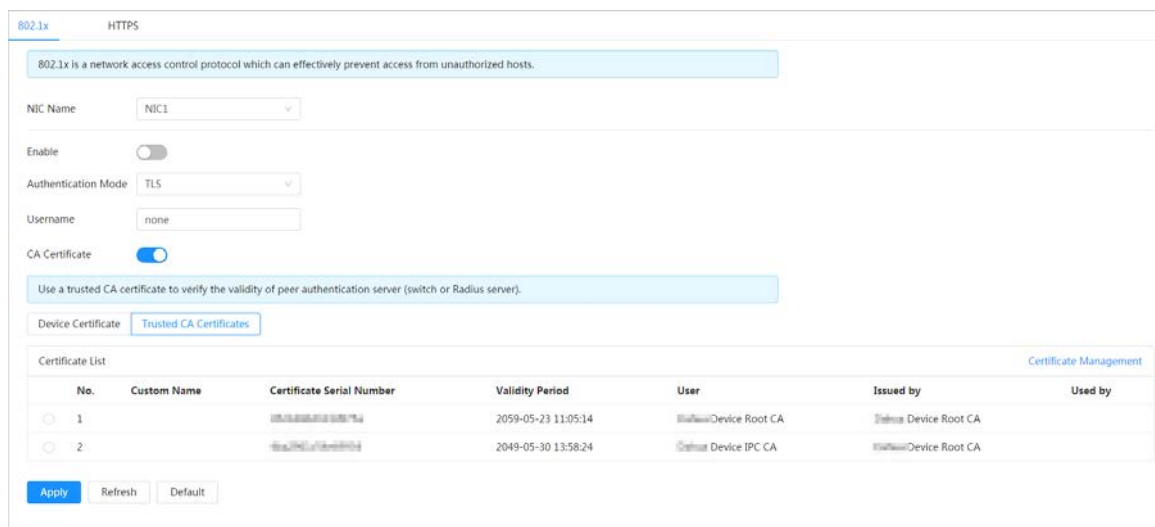 802.1x HTTPS
802.1x is a network access control protocol which can effectively prevent access from unauthorized hosts.
NIC Name NIC1
Enable
Authentication Mode TLS
Username none
CA Certificate
Use a trusted CA certificate to verify the validity of peer authentication server (switch or Radius server).
Device Certificate Trusted CA Certificates
Certificate List Certificate Management
No. Custom Name Certificate Serial Number Validity Period User Issued by Used by
1 2059-05-23 11:05:14 Device Root CA Device Root CA
2 2049-05-30 13:58:24 Device IPC CA Device Root CA
Apply Refresh Default